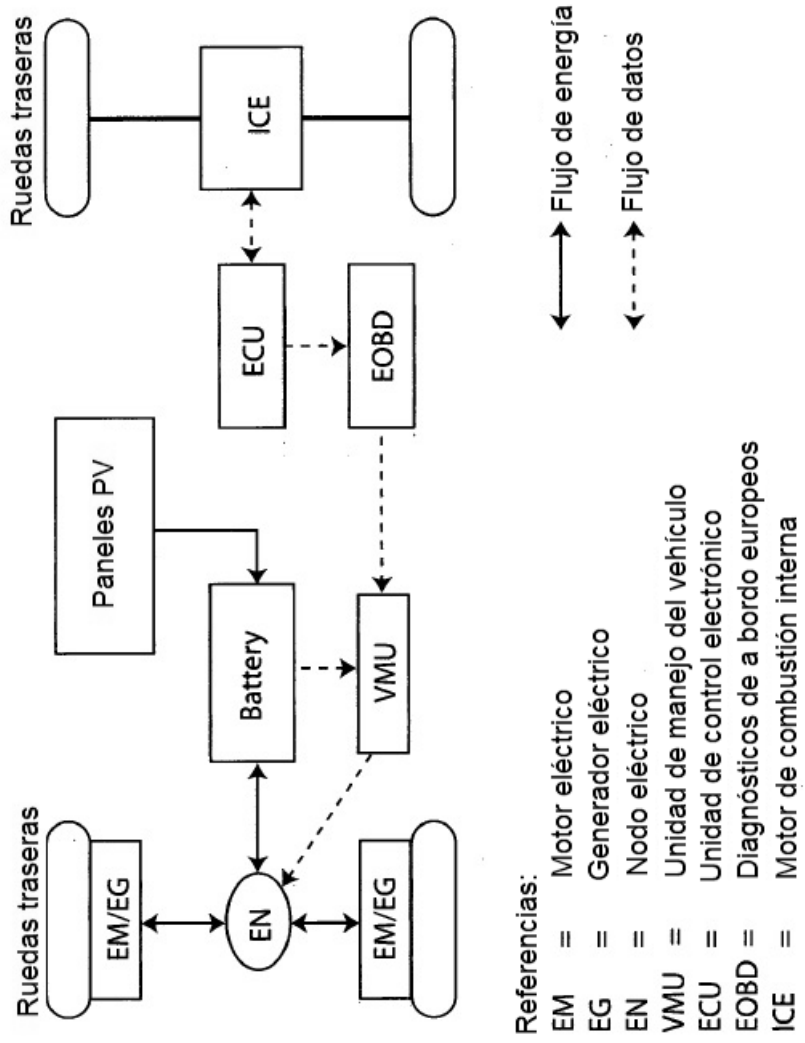 Ruedas traseras
Ruedas traseras
EM/EG
EN
EM/EG
Battery
VMU
Paneles PV
ECU
EOBD
ICE
Referencias:
EM = Motor eléctrico
EG = Generador eléctrico
EN = Nodo eléctrico
VMU = Unidad de manejo del vehículo
ECU = Unidad de control electrónico
EOBD = Diagnósticos de a bordo europeos
ICE = Motor de combustión interna
Flujo de energía
Flujo de datos